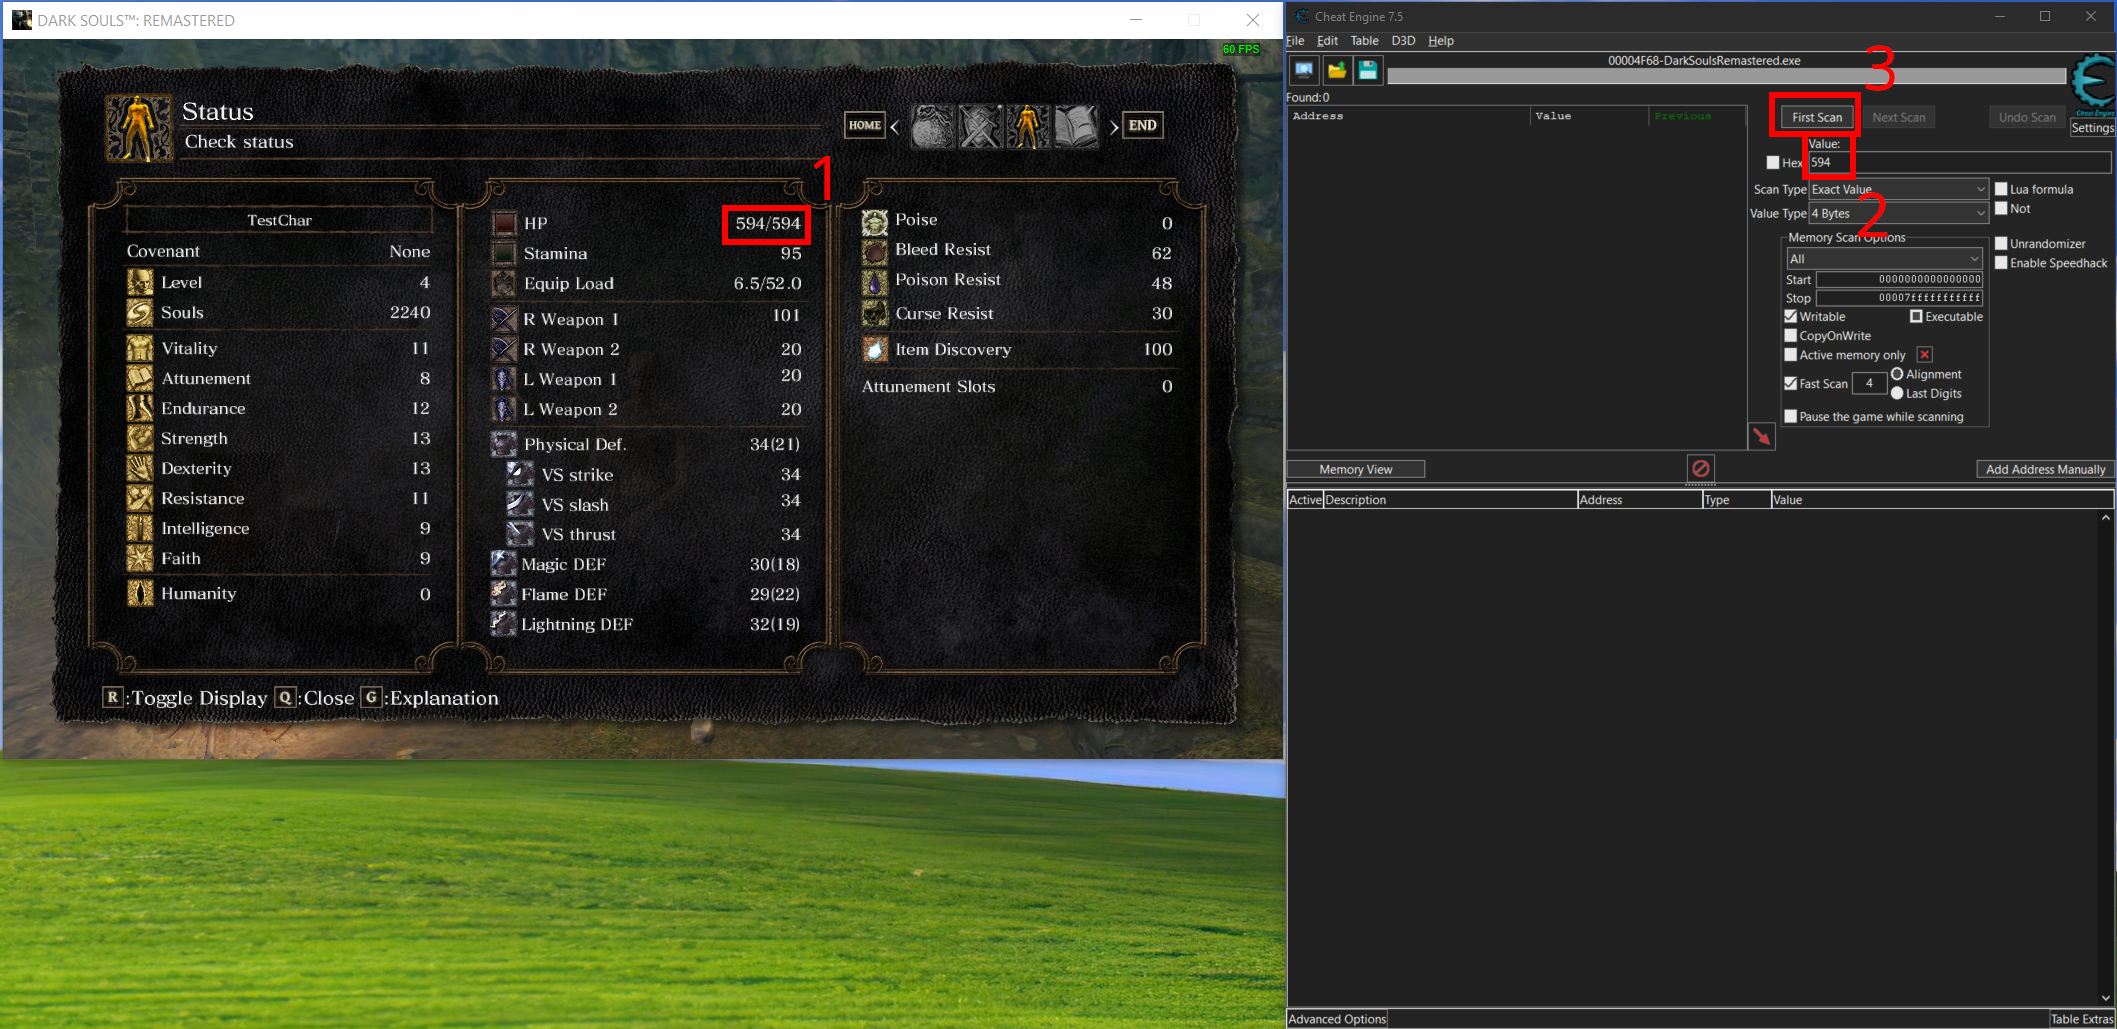 DARK SOULS™: REMASTERED
60 FPS
Status
Check status
HOME
END
1
TestChar
Covenant None
Level 4
Souls 2240
Vitality 11
Attunement 8
Endurance 12
Strength 13
Dexterity 13
Resistance 11
Intelligence 9
Faith 9
Humanity 0
HP 594/594
Stamina 95
Equip Load 6.5/52.0
R Weapon 1 101
R Weapon 2 20
L Weapon 1 20
L Weapon 2 20
Physical Def. 34(21)
VS strike 34
VS slash 34
VS thrust 34
Magic DEF 30(18)
Flame DEF 29(22)
Lightning DEF 32(19)
Poise 0
Bleed Resist 62
Poison Resist 48
Curse Resist 30
Item Discovery 100
Attunement Slots 0
R:Toggle Display Q:Close G:Explanation
Cheat Engine 7.5
File Edit Table D3D Help
00004F68-DarkSoulsRemastered.exe
3
Found:0
Address Value Previous
First Scan Next Scan Undo Scan
Cheat Engine
Settings
Value:
Hex 594
Scan Type Exact Value
Lua formula
Value Type 4 Bytes
Not
2
Memory Scan Options
All
Unrandomizer
Enable Speedhack
Start 0000000000000000
Stop 00007fffffffffff
Writable Executable
CopyOnWrite
Active memory only
Fast Scan 4 Alignment
Last Digits
Pause the game while scanning
Memory View
Add Address Manually
Active Description Address Type Value
Advanced Options
Table Extras